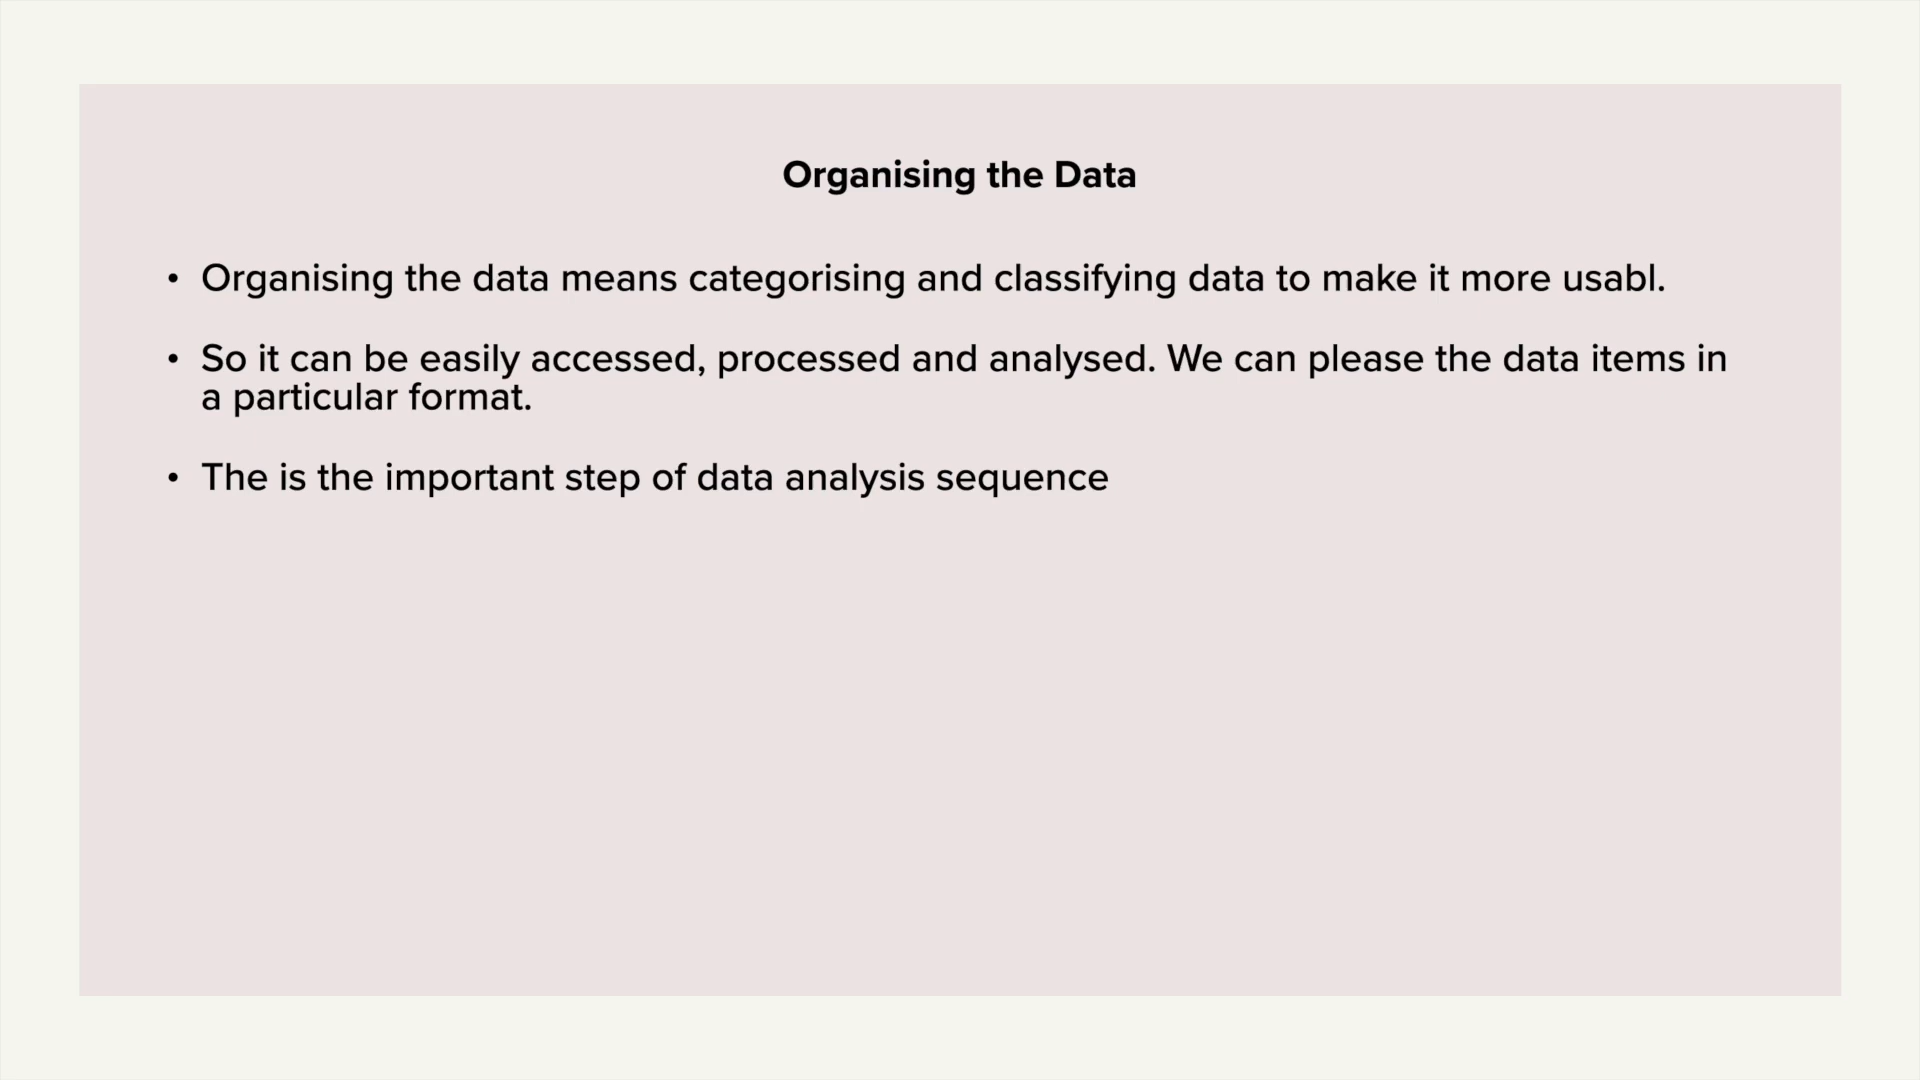 Organising the Data
• Organising the data means categorising and classifying data to make it more usabl.
• So it can be easily accessed, processed and analysed. We can please the data items in
a particular format.
• The is the important step of data analysis sequence